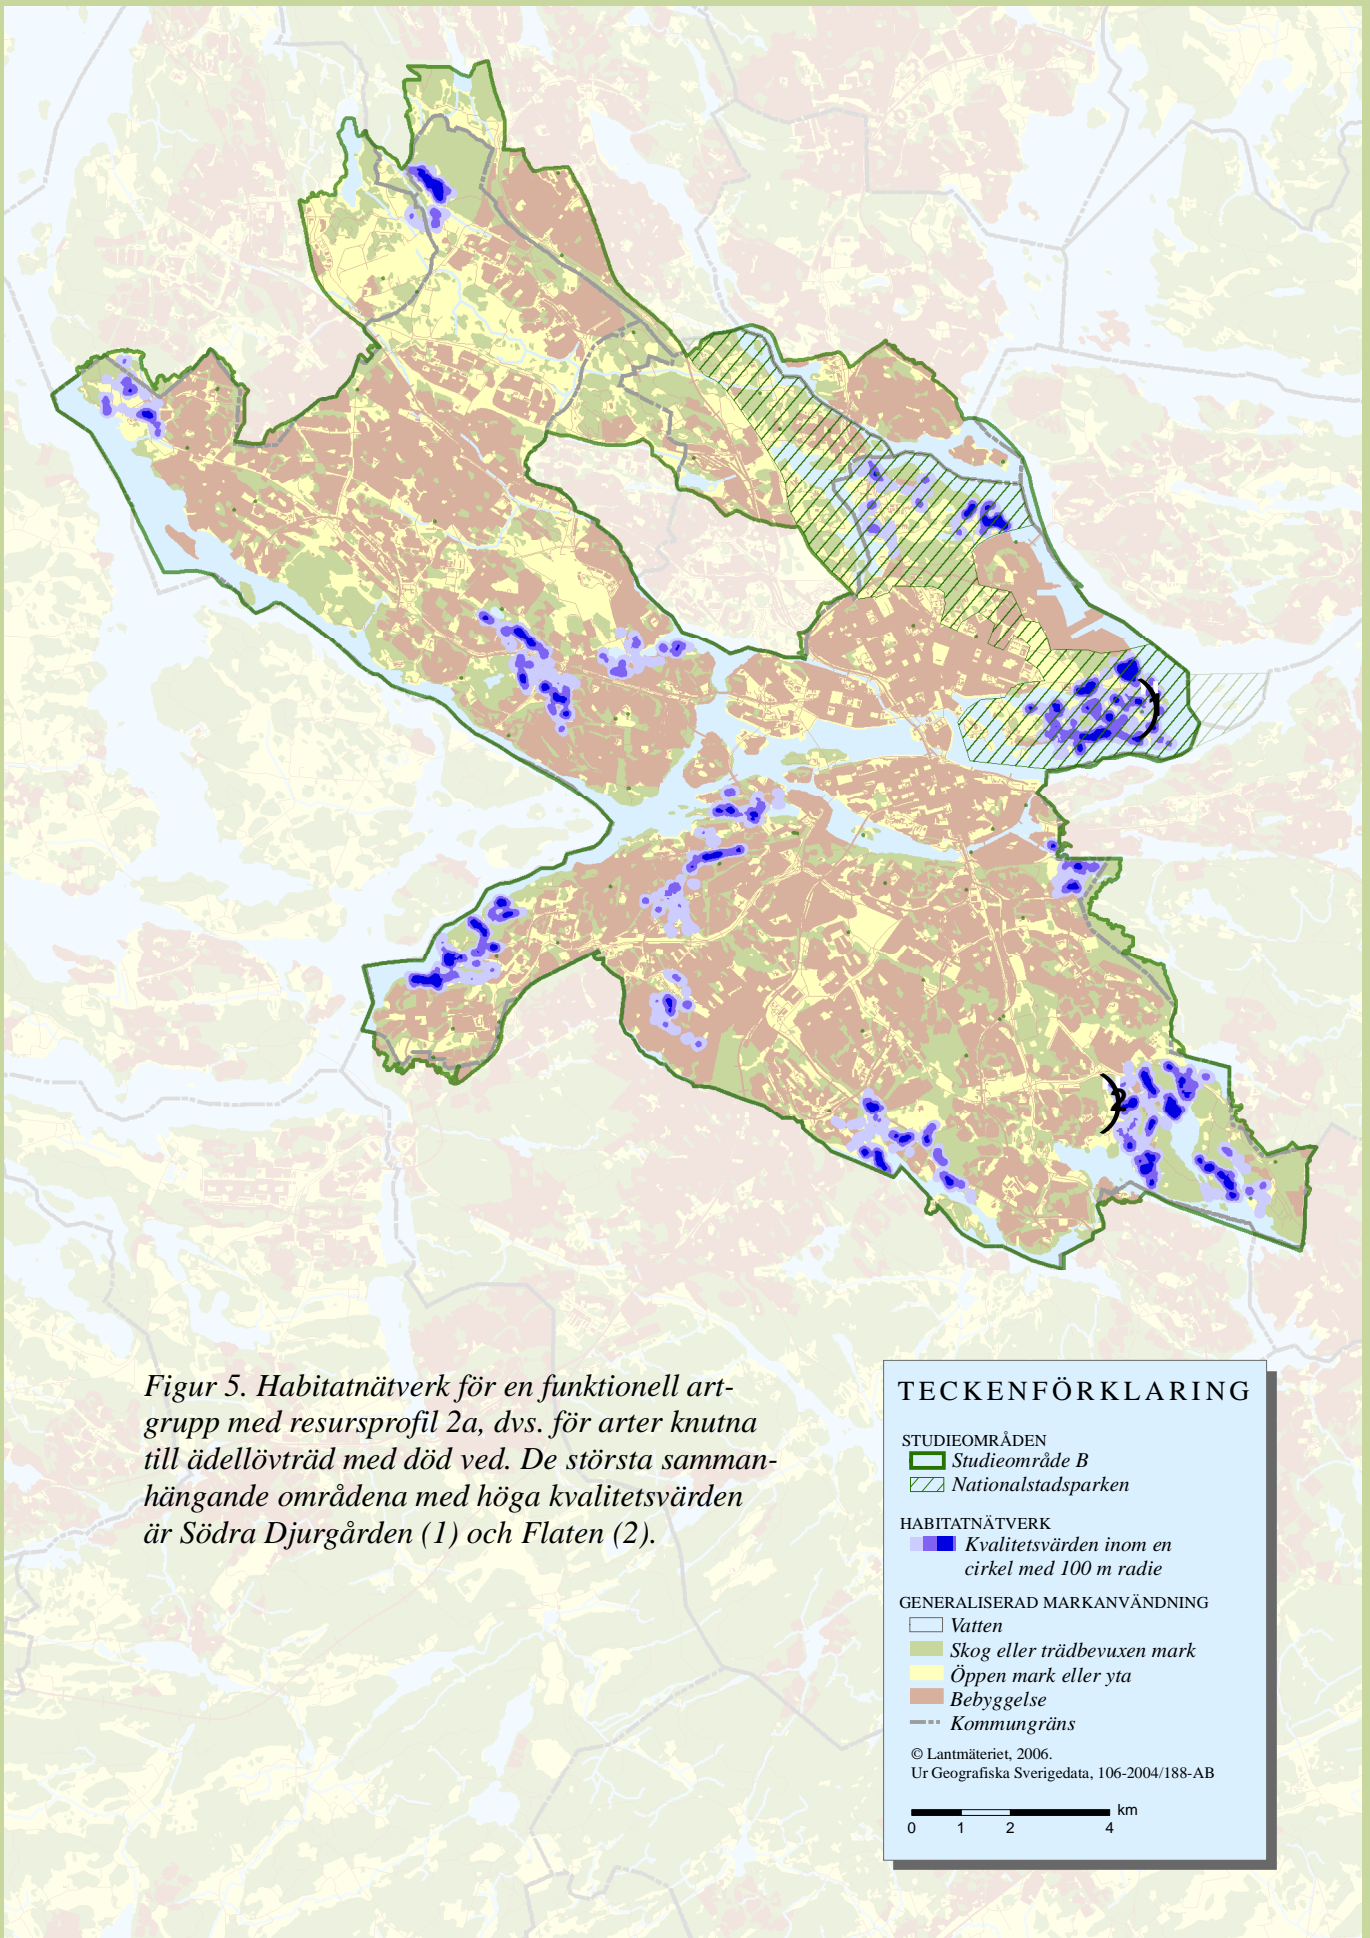 1
2
Figur 5. Habitatnätverk för en funktionell art-
grupp med resursprofil 2a, dvs. för arter knutna
till ädellövträd med död ved. De största samman-
hängande områdena med höga kvalitetsvärden
är Södra Djurgården (1) och Flaten (2).
TECKENFÖRKLARING
STUDIEOMRÅDEN
Studieområde B
Nationalstadsparken
HABITATNÄTVERK
Kvalitetsvärden inom en
cirkel med 100 m radie
GENERALISERAD MARKANVÄNDNING
Vatten
Skog eller trädbevuxen mark
Öppen mark eller yta
Bebyggelse
Kommungräns
© Lantmäteriet, 2006.
Ur Geografiska Sverigedata, 106-2004/188-AB
km
0 1 2 4